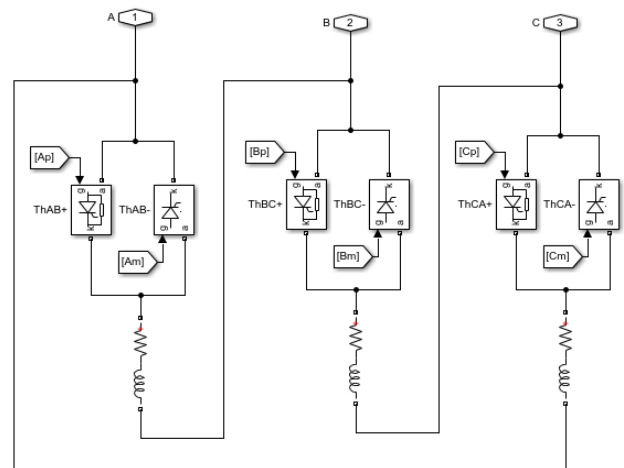 A 1
B 2
C 3
[Ap]
[Bp]
[Cp]
g a
k
g a
k
g a
k
ThAB+
ThAB-
ThBC+
ThBC-
ThCA+
ThCA-
k
g a
k
g a
k
g a
[Am]
[Bm]
[Cm]